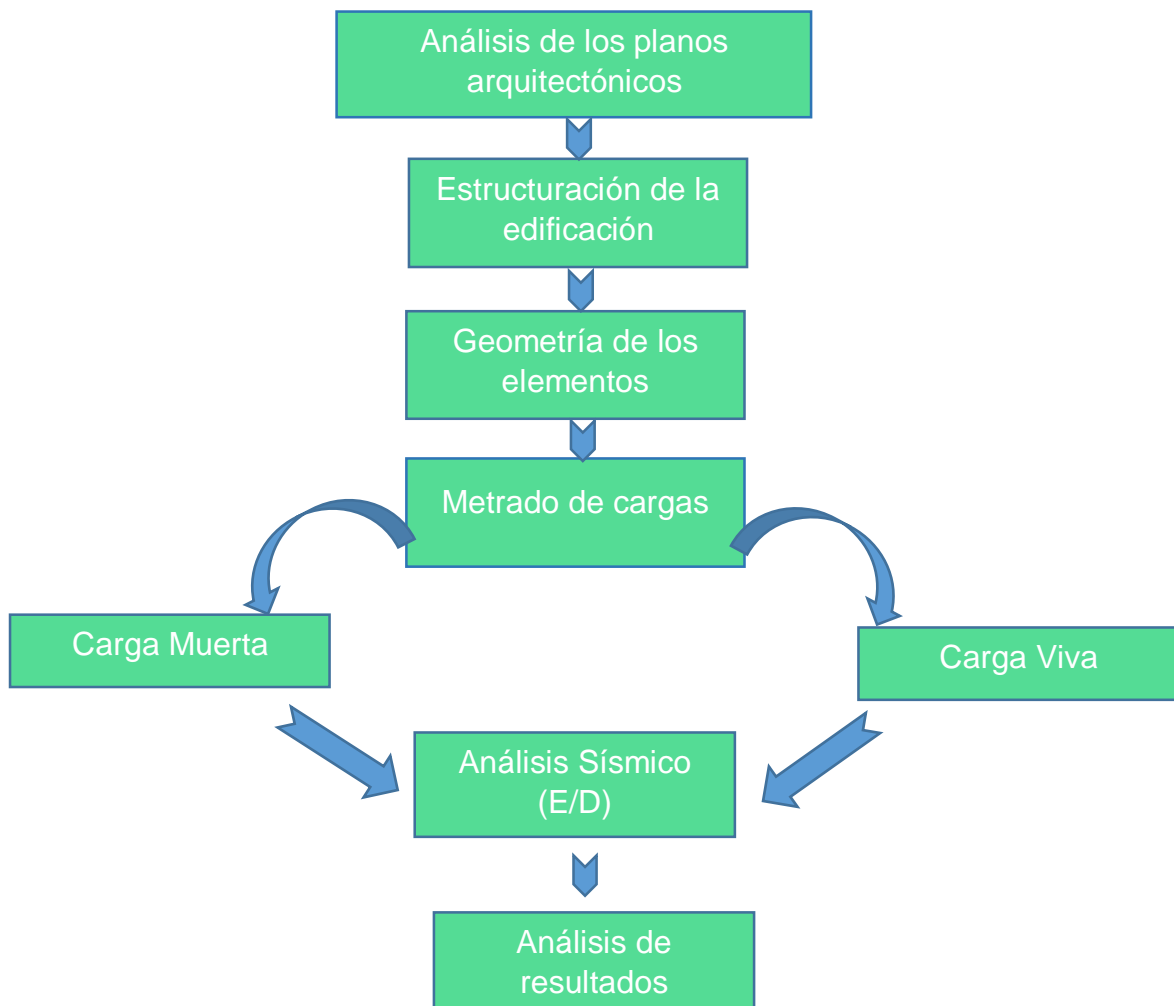 Análisis de los planos
arquitectónicos
Estructuración de la
edificación
Geometría de los
elementos
Metrado de cargas
Carga Muerta
Carga Viva
Análisis Sísmico
(E/D)
Análisis de
resultados